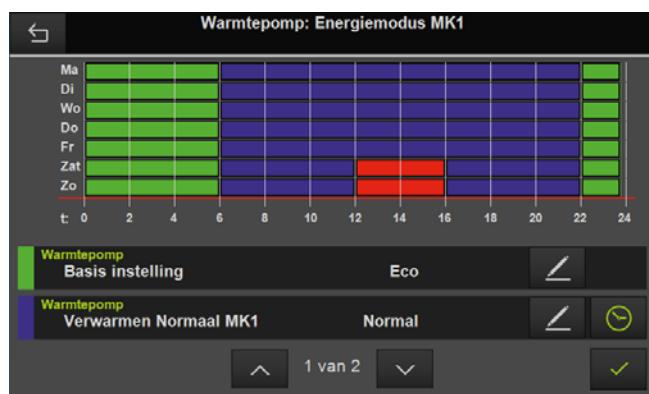 Warmtepomp: Energiemodus MK1
Ma
Di
Wo
Do
Fr
Zat
Zo
t: 0 2 4 6 8 10 12 14 16 18 20 22 24
Warmtepomp
Basis instelling Eco
Warmtepomp
Verwarmen Normaal MK1 Normal
1 van 2